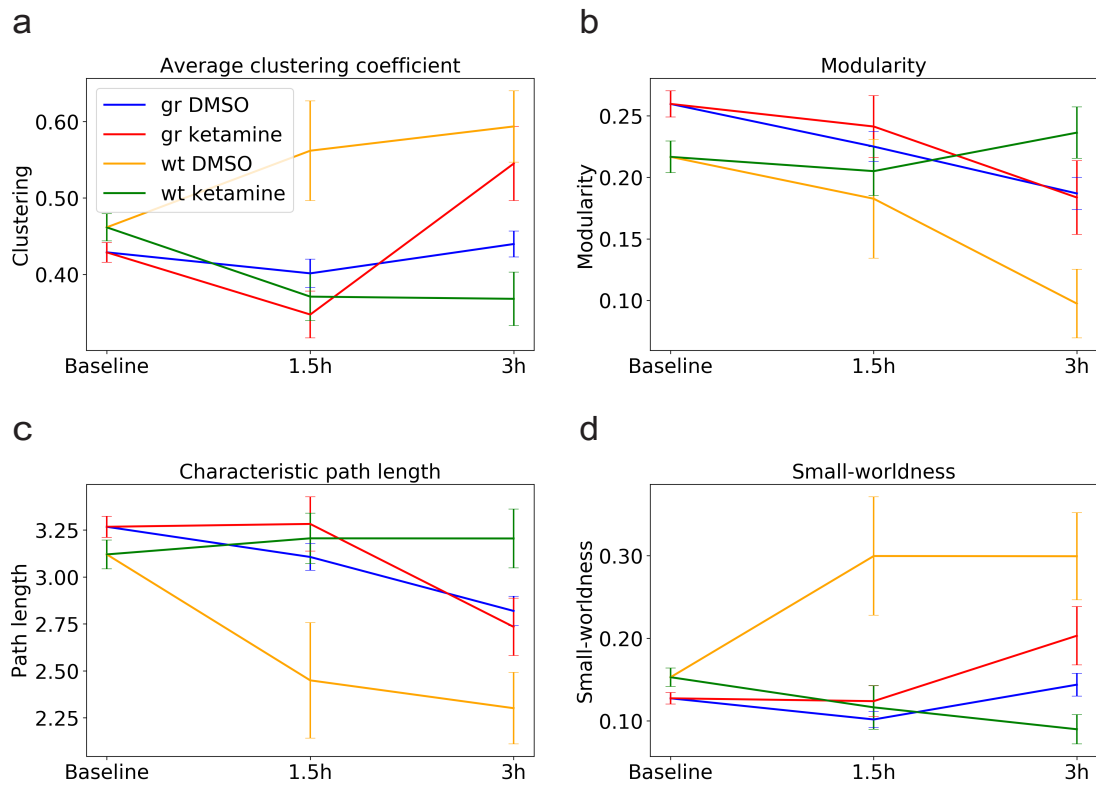 a
Average clustering coefficient
gr DMSO
gr ketamine
wt DMSO
wt ketamine
0.60
0.50
0.40
Clustering
Baseline 1.5h 3h
b
Modularity
0.25
0.20
0.15
0.10
Modularity
Baseline 1.5h 3h
c
Characteristic path length
3.25
3.00
2.75
2.50
2.25
Path length
Baseline 1.5h 3h
d
Small-worldness
0.30
0.20
0.10
Small-worldness
Baseline 1.5h 3h